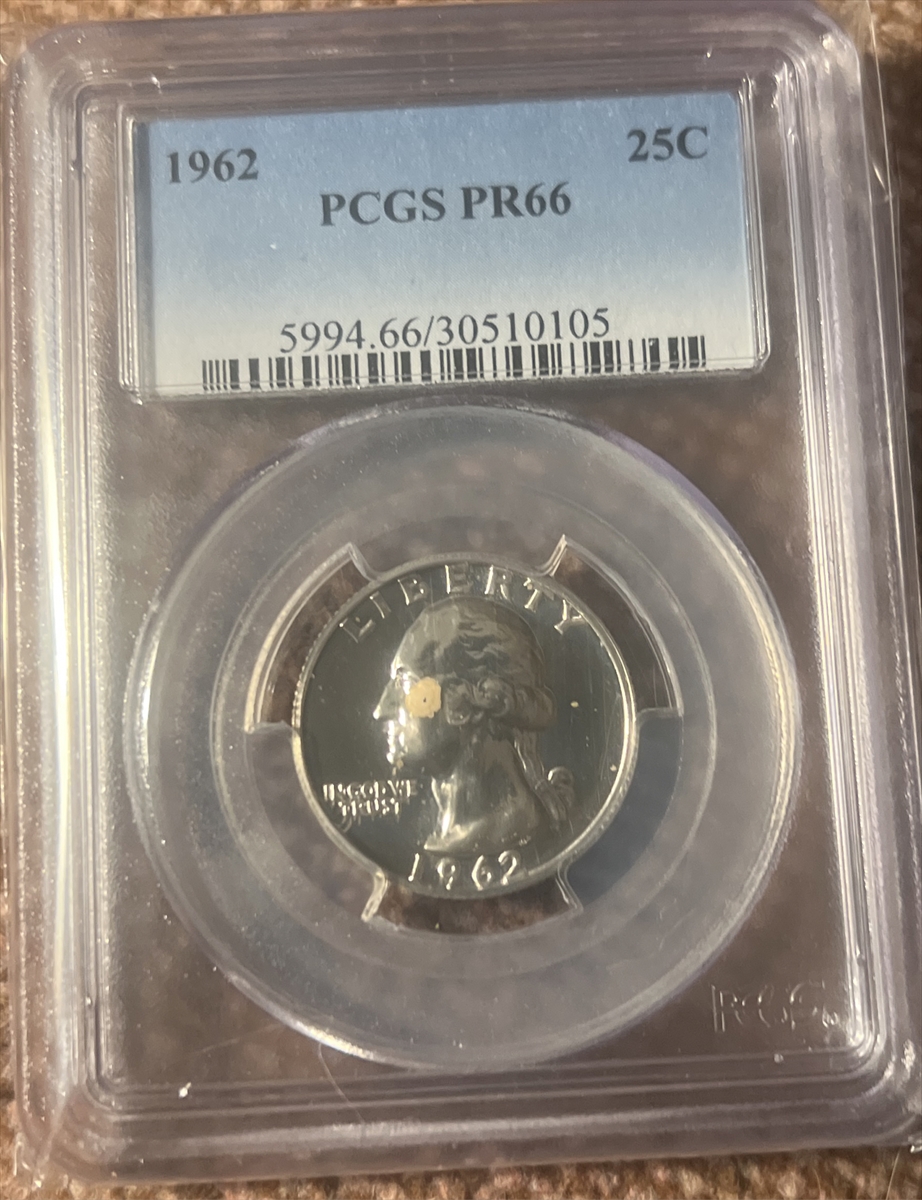 1962 25C
PCGS PR66
5994.66/30510105
LIBERTY
IN GOD WE
TRUST
1962
PCGS